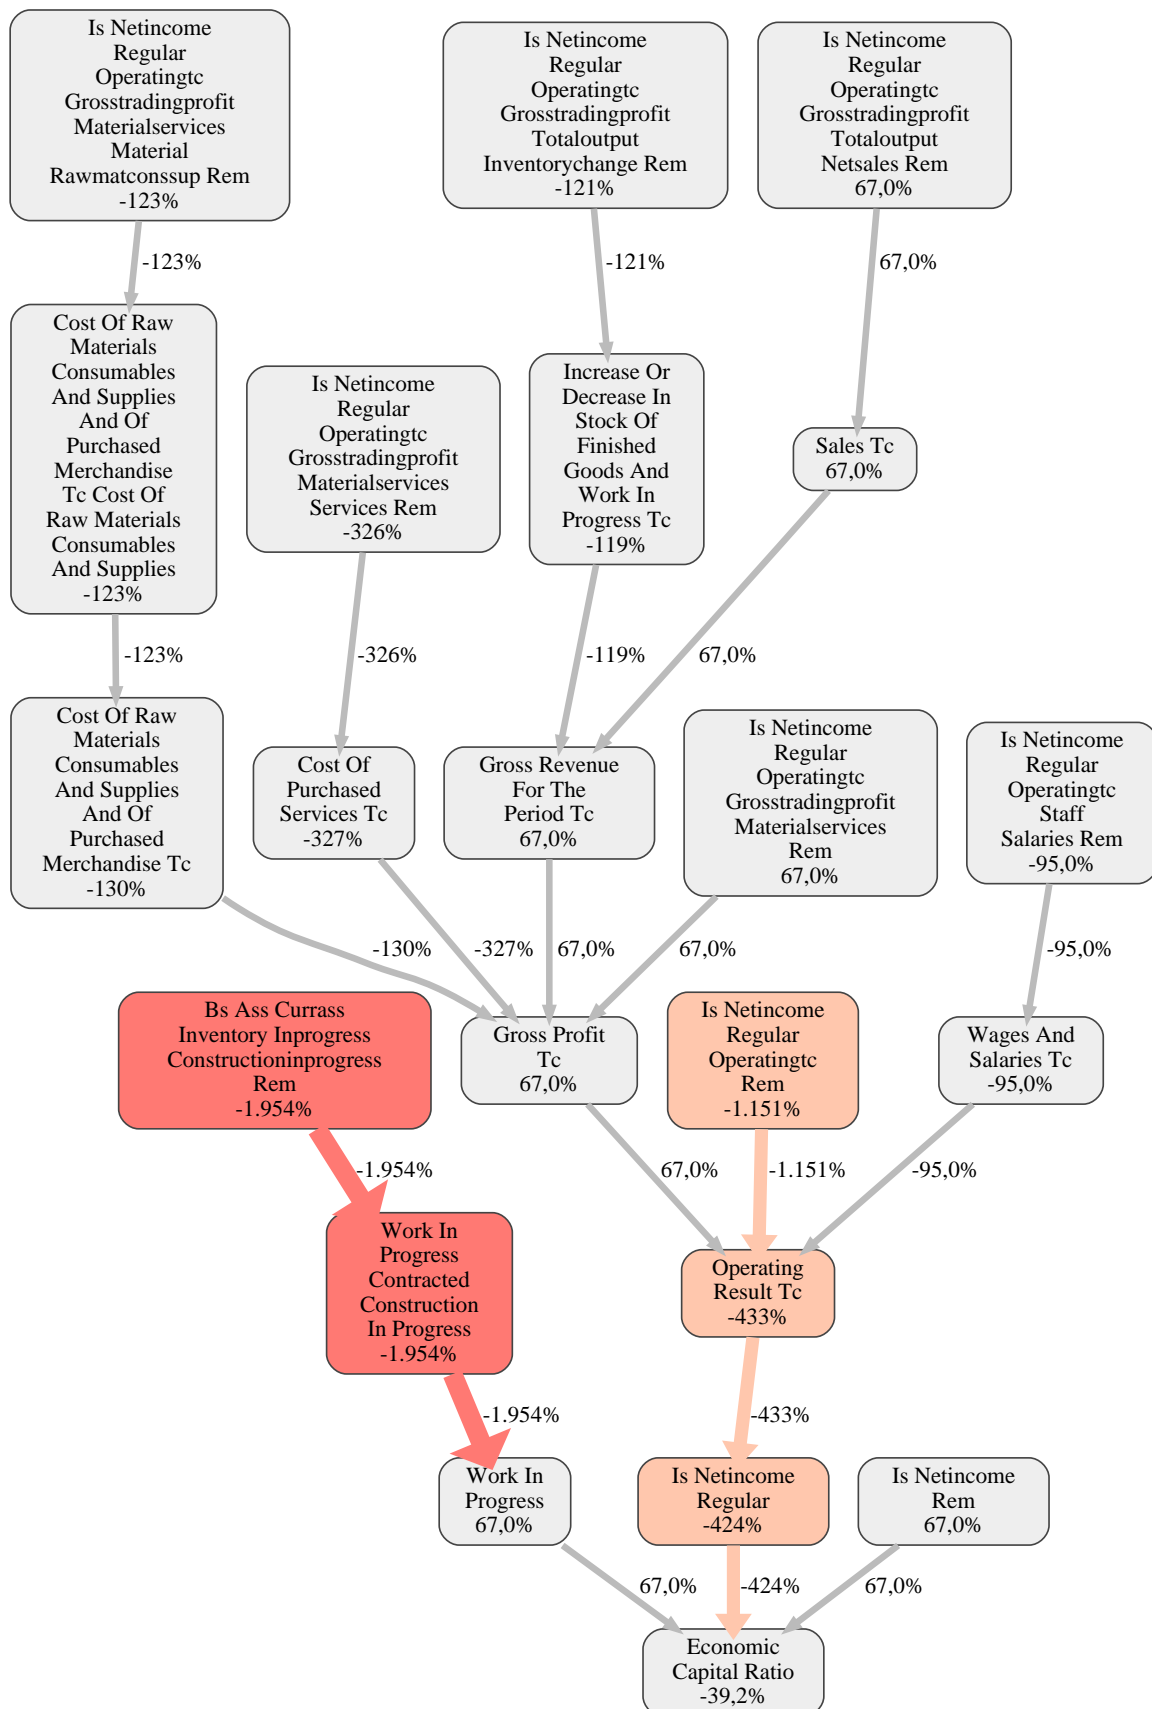 Is Netincome
Regular
Operatingtc
Grosstradingprofit
Materialservices
Material
Rawmatconssup Rem
-123%
Is Netincome
Regular
Operatingtc
Grosstradingprofit
Totaloutput
Inventorychange Rem
-121%
Is Netincome
Regular
Operatingtc
Grosstradingprofit
Totaloutput
Netsales Rem
67,0%
-123%
-121%
67,0%
Cost Of Raw
Materials
Consumables
And Supplies
And Of
Purchased
Merchandise
Tc Cost Of
Raw Materials
Consumables
And Supplies
-123%
Is Netincome
Regular
Operatingtc
Grosstradingprofit
Materialservices
Services Rem
-326%
Increase Or
Decrease In
Stock Of
Finished
Goods And
Work In
Progress Tc
-119%
Sales Tc
67,0%
-123%
-326%
-119%
67,0%
Cost Of Raw
Materials
Consumables
And Supplies
And Of
Purchased
Merchandise Tc
-130%
Cost Of
Purchased
Services Tc
-327%
Gross Revenue
For The
Period Tc
67,0%
Is Netincome
Regular
Operatingtc
Grosstradingprofit
Materialservices
Rem
67,0%
Is Netincome
Regular
Operatingtc
Staff
Salaries Rem
-95,0%
-130%
-327%
67,0%
67,0%
-95,0%
Bs Ass Currass
Inventory Inprogress
Constructioninprogress
Rem
-1.954%
Gross Profit
Tc
67,0%
Is Netincome
Regular
Operatingtc
Rem
-1.151%
Wages And
Salaries Tc
-95,0%
-1.954%
67,0%
-1.151%
-95,0%
Work In
Progress
Contracted
Construction
In Progress
-1.954%
Operating
Result Tc
-433%
-1.954%
-433%
Work In
Progress
67,0%
Is Netincome
Regular
-424%
Is Netincome
Rem
67,0%
67,0%
-424%
67,0%
Economic
Capital Ratio
-39,2%